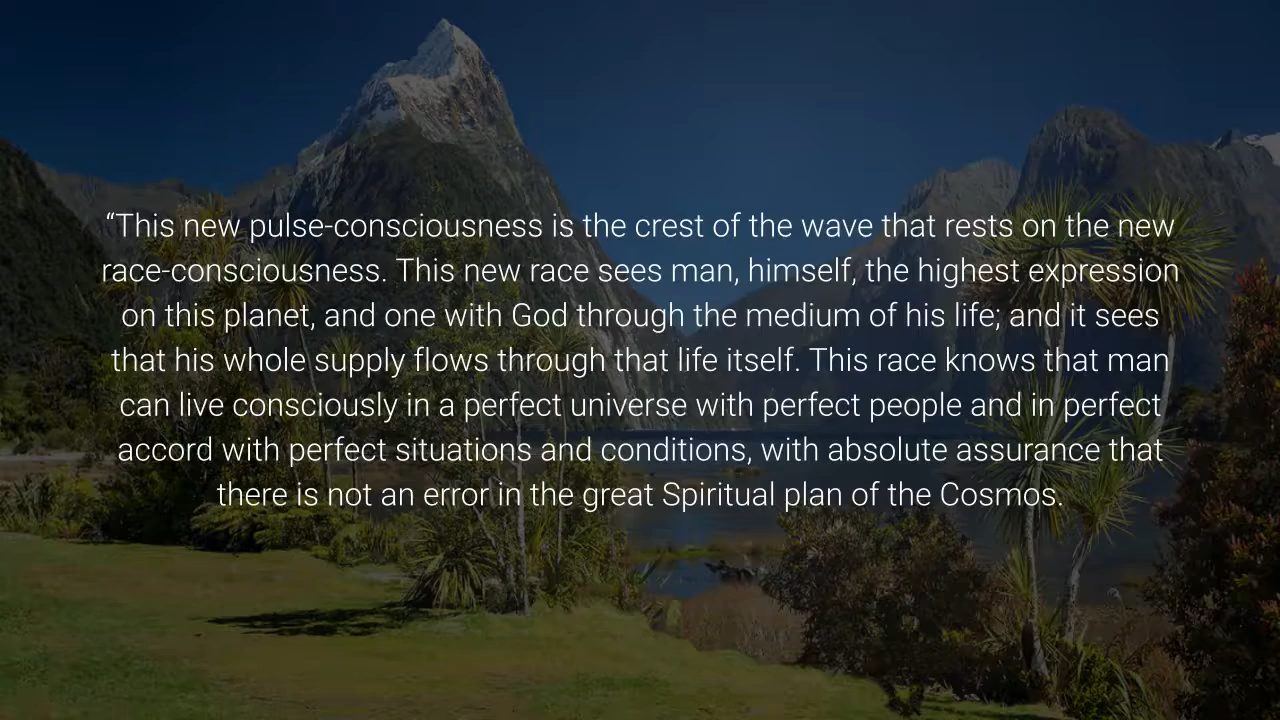 “This new pulse-consciousness is the crest of the wave that rests on the new
race-consciousness. This new race sees man, himself, the highest expression
on this planet, and one with God through the medium of his life; and it sees
that his whole supply flows through that life itself. This race knows that man
can live consciously in a perfect universe with perfect people and in perfect
accord with perfect situations and conditions, with absolute assurance that
there is not an error in the great Spiritual plan of the Cosmos.